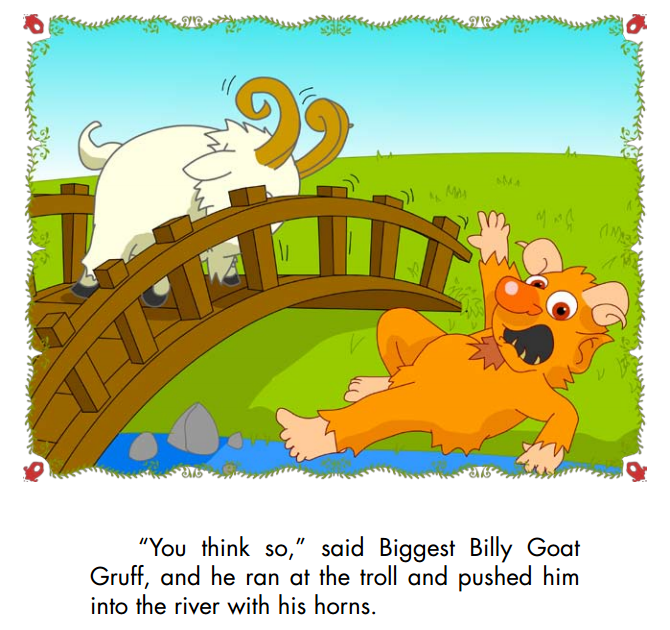 “You think so,” said Biggest Billy Goat
Gruff, and he ran at the troll and pushed him
into the river with his horns.